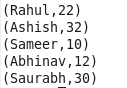 (Rahul,22)
(Ashish,32)
(Sameer,10)
(Abhinav,12)
(Saurabh,30)